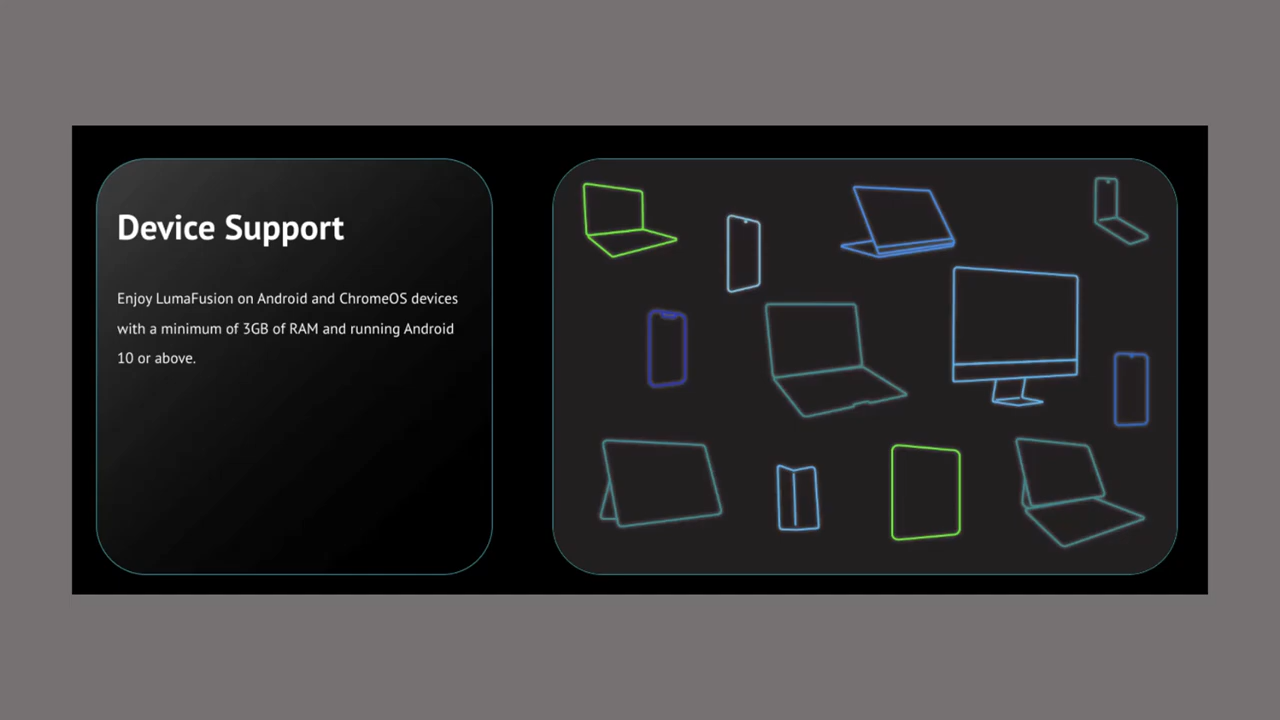 Device Support
Enjoy LumaFusion on Android and ChromeOS devices
with a minimum of 3GB of RAM and running Android
10 or above.